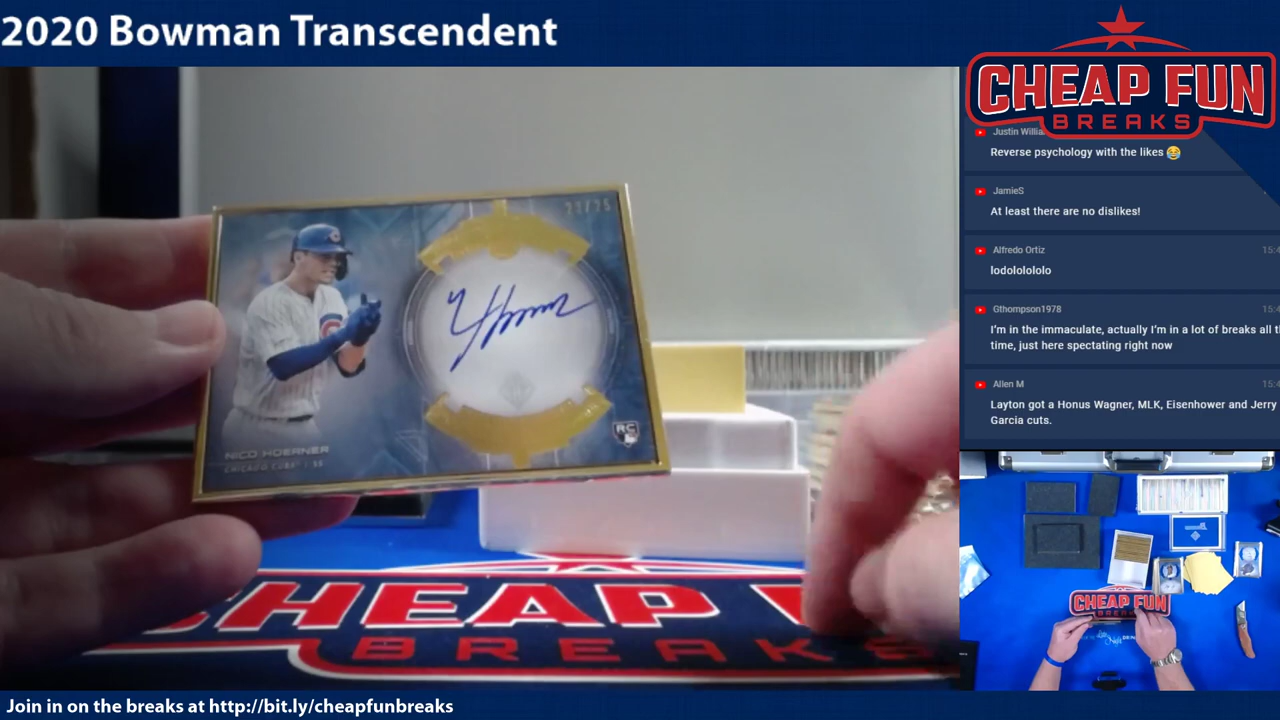 2020 Bowman Transcendent
CHEAP FUN
BREAKS
Justin Willia
Reverse psychology with the likes 😂
JamieS
At least there are no dislikes!
Alfredo Ortiz
lodolololo
Gthompson1978
I'm in the immaculate, actually I'm in a lot of breaks all t
time, just here spectating right now
Allen M
Layton got a Honus Wagner, MLK, Eisenhower and Jerry
Garcia cuts.
NICO HOERNER
CHICAGO CUBS | SS
RC
CHEAP FUN
BREAKS
CHEAP
BREAKS
Join in on the breaks at http://bit.ly/cheapfunbreaks